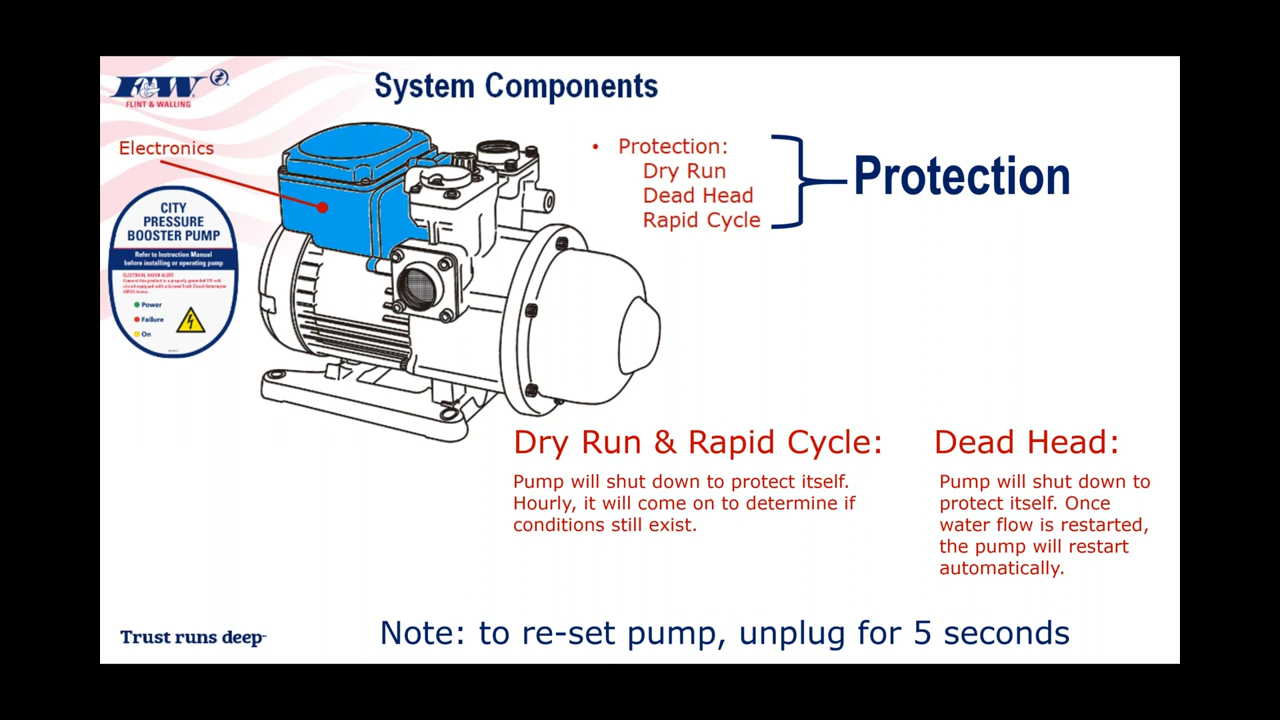 F&W
FLINT & WALLING
System Components
Electronics
• Protection:
Dry Run
Dead Head
Rapid Cycle
Protection
CITY
PRESSURE
BOOSTER PUMP
Refer to Instruction Manual
before installing or operating pump
ELECTRICAL SHOCK ALERT
Power
Failure
On
Dry Run & Rapid Cycle:
Pump will shut down to protect itself.
Hourly, it will come on to determine if
conditions still exist.
Dead Head:
Pump will shut down to
protect itself. Once
water flow is restarted,
the pump will restart
automatically.
Trust runs deep™
Note: to re-set pump, unplug for 5 seconds